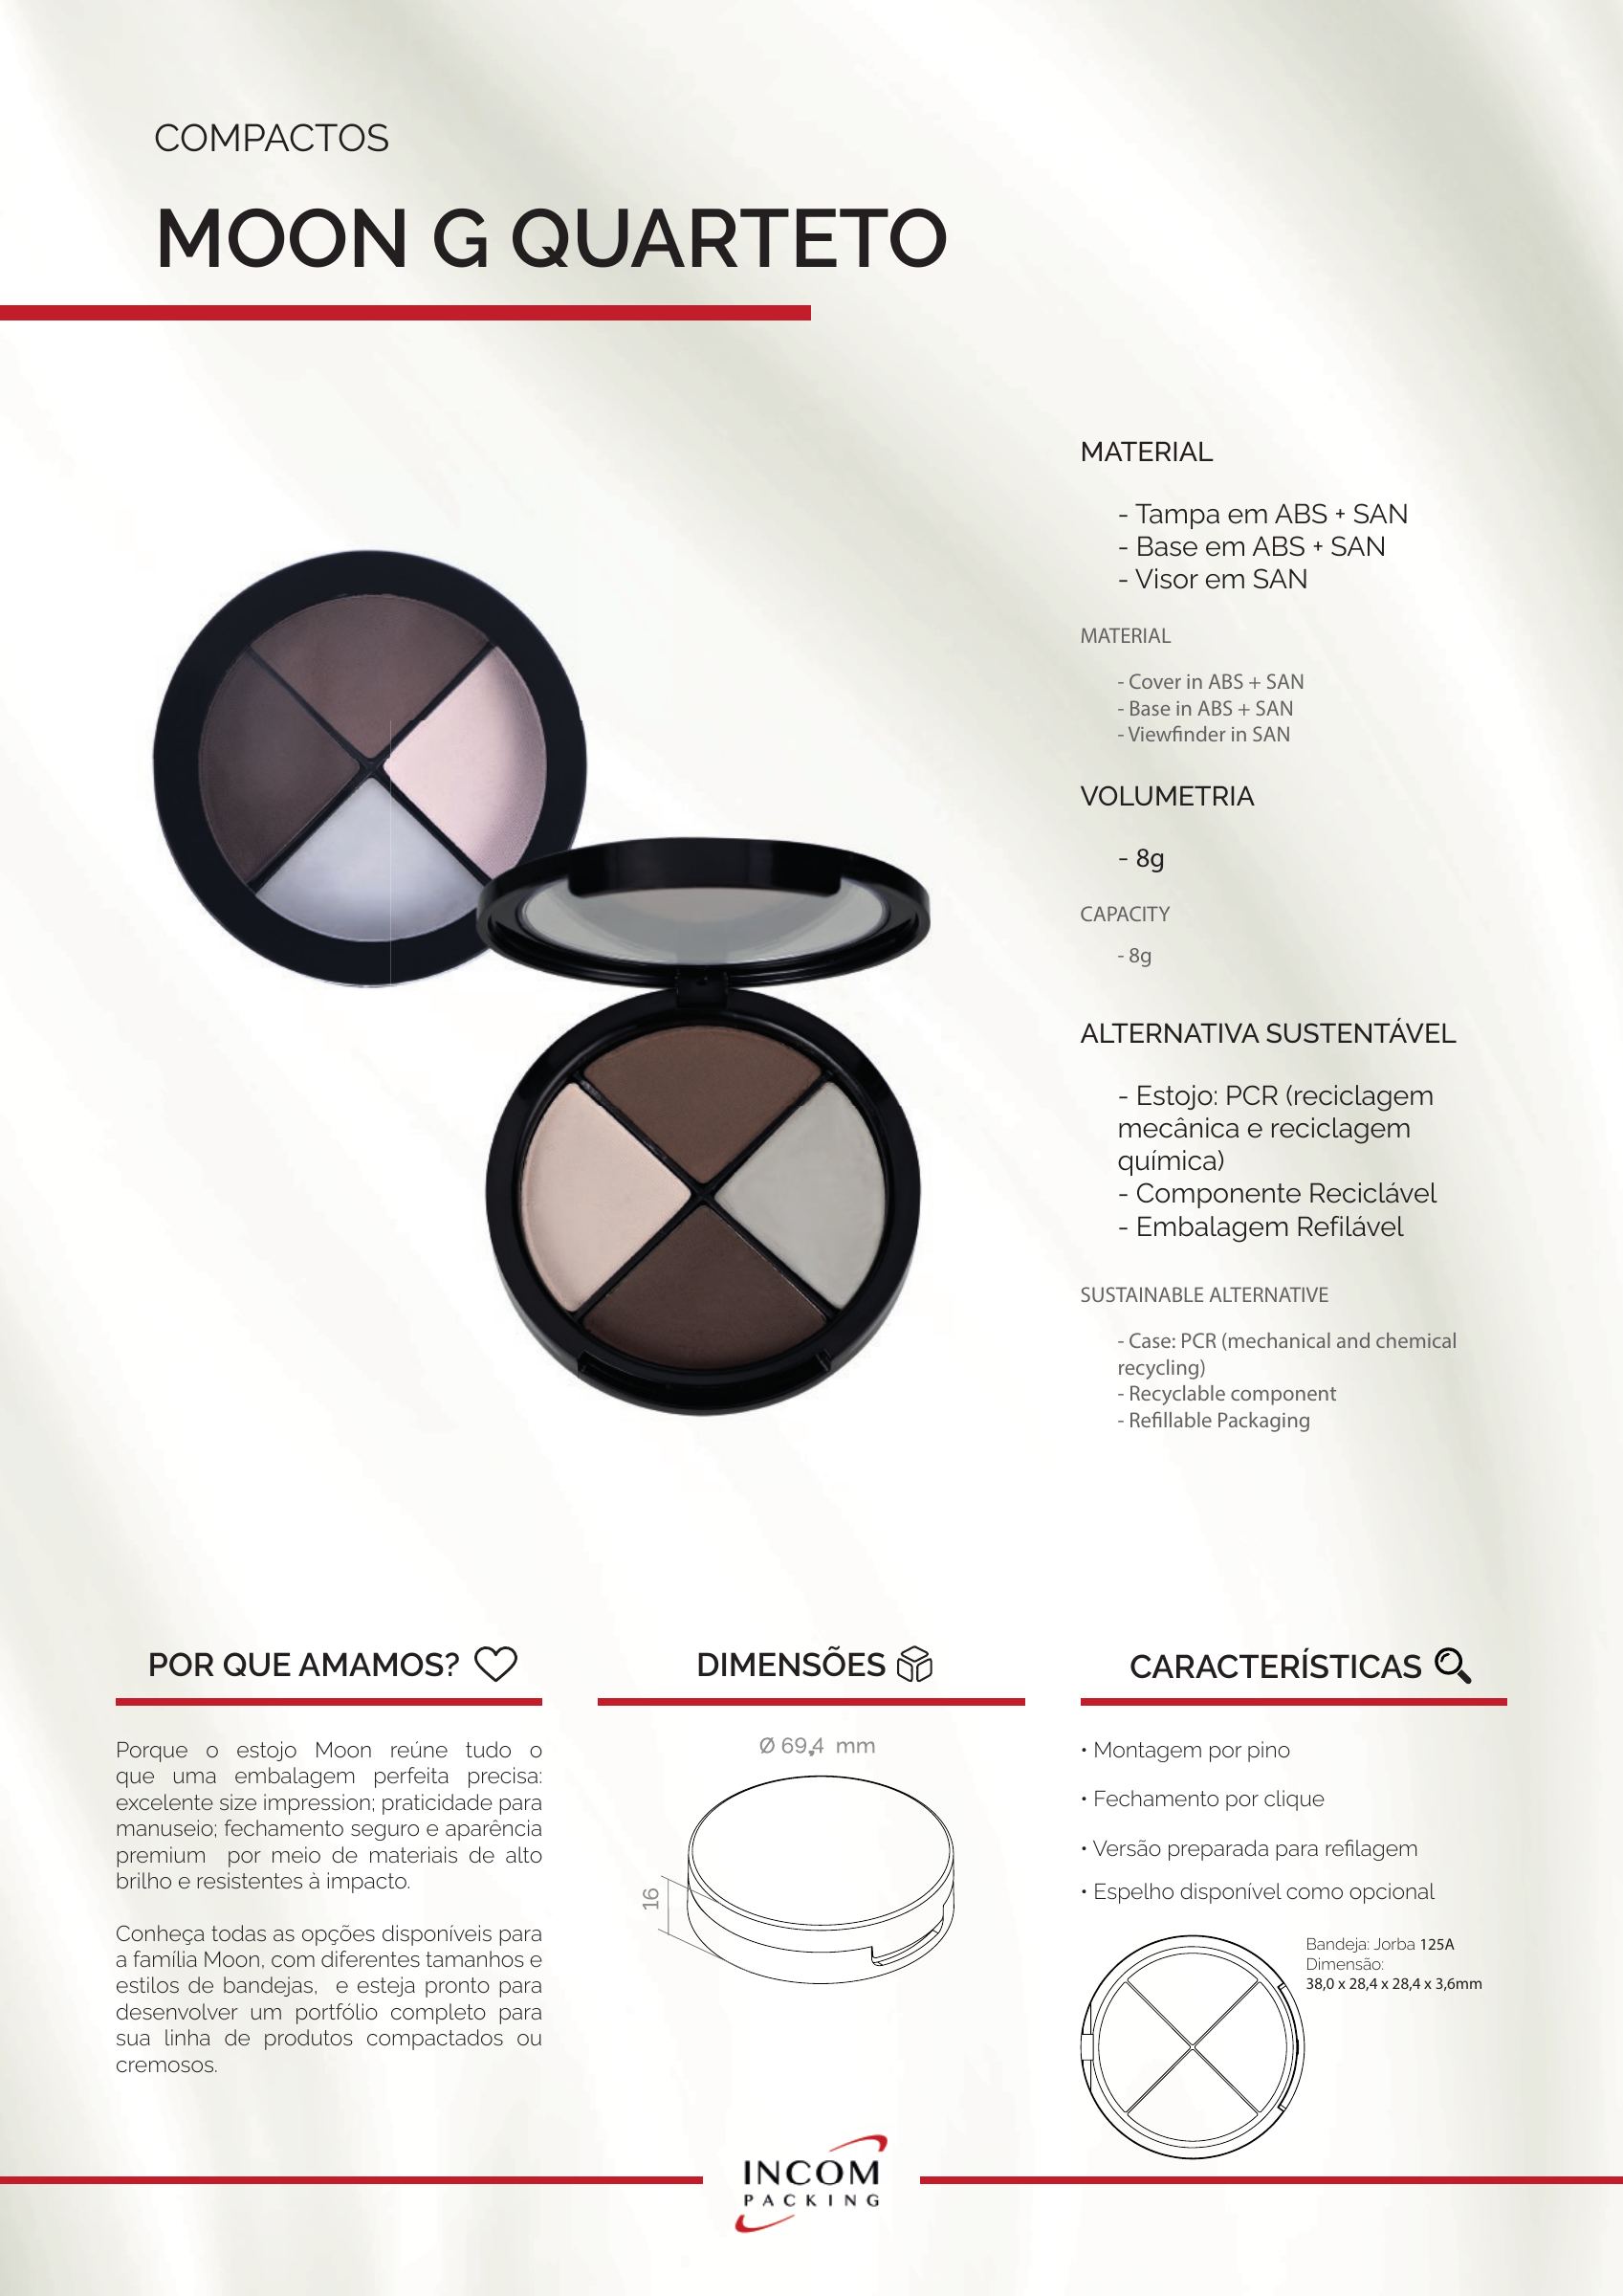 COMPACTOS
MOON G QUARTETO
MATERIAL
- Tampa em ABS + SAN
- Base em ABS + SAN
- Visor em SAN
MATERIAL
- Cover in ABS + SAN
- Base in ABS + SAN
- Viewfinder in SAN
VOLUMETRIA
- 8g
CAPACITY
- 8g
ALTERNATIVA SUSTENTÁVEL
- Estojo: PCR (reciclagem
mecânica e reciclagem
química)
- Componente Reciclável
- Embalagem Refilável
SUSTAINABLE ALTERNATIVE
- Case: PCR (mechanical and chemical
recycling)
- Recyclable component
- Refillable Packaging
POR QUE AMAMOS?
Porque o estojo Moon reúne tudo o
que uma embalagem perfeita precisa:
excelente size impression; praticidade para
manuseio; fechamento seguro e aparência
premium por meio de materiais de alto
brilho e resistentes à impacto.
Conheça todas as opções disponíveis para
a família Moon, com diferentes tamanhos e
estilos de bandejas, e esteja pronto para
desenvolver um portfólio completo para
sua linha de produtos compactados ou
cremosos.
DIMENSÕES
Ø 69,4 mm
16
CARACTERÍSTICAS
• Montagem por pino
• Fechamento por clique
• Versão preparada para refilagem
• Espelho disponível como opcional
Bandeja: Jorba 125A
Dimensão:
38,0 x 28,4 x 28,4 x 3,6mm
INCOM
PACKING